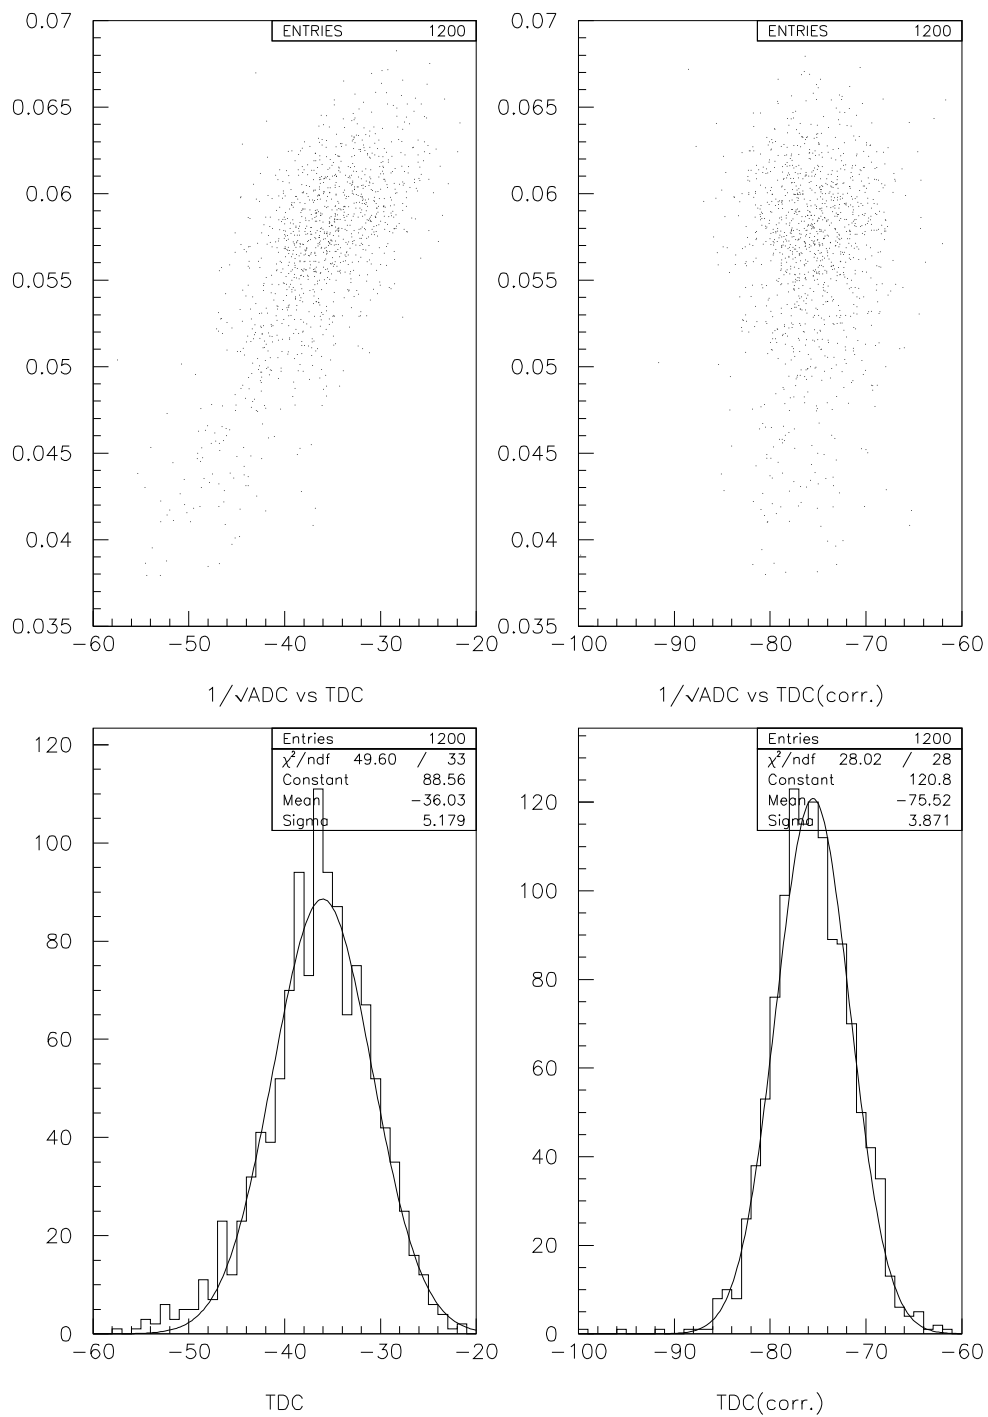 0.07
0.065
0.06
0.055
0.05
0.045
0.04
0.035
ENTRIES 1200
−60 −50 −40 −30 −20
1/√ADC vs TDC
0.07
0.065
0.06
0.055
0.05
0.045
0.04
0.035
ENTRIES 1200
−100 −90 −80 −70 −60
1/√ADC vs TDC(corr.)
120
100
80
60
40
20
0
Entries 1200
χ²/ndf 49.60 / 33
Constant 88.56
Mean −36.03
Sigma 5.179
−60 −50 −40 −30 −20
TDC
120
100
80
60
40
20
0
Entries 1200
χ²/ndf 28.02 / 28
Constant 120.8
Mean −75.52
Sigma 3.871
−100 −90 −80 −70 −60
TDC(corr.)